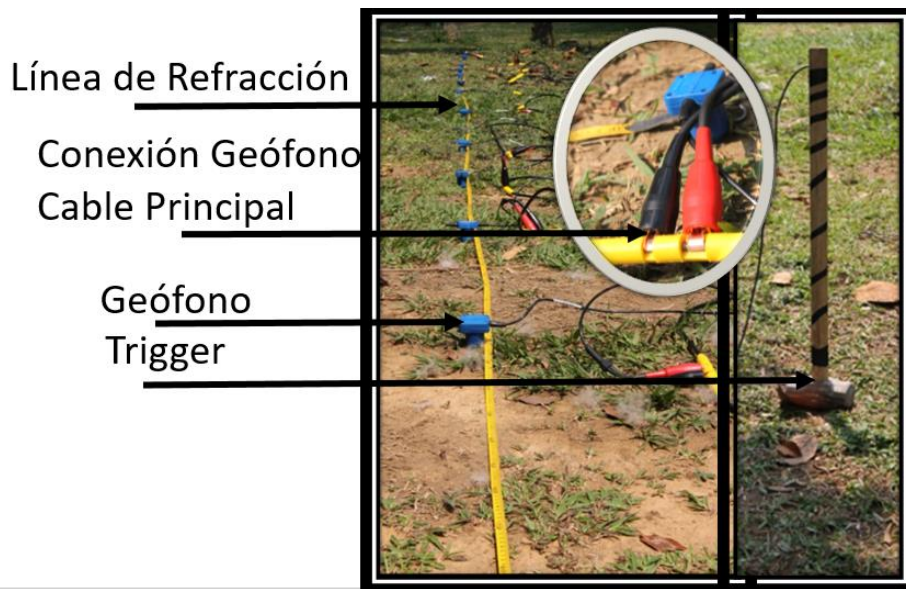 Línea de Refracción
Conexión Geófono
Cable Principal
Geófono
Trigger